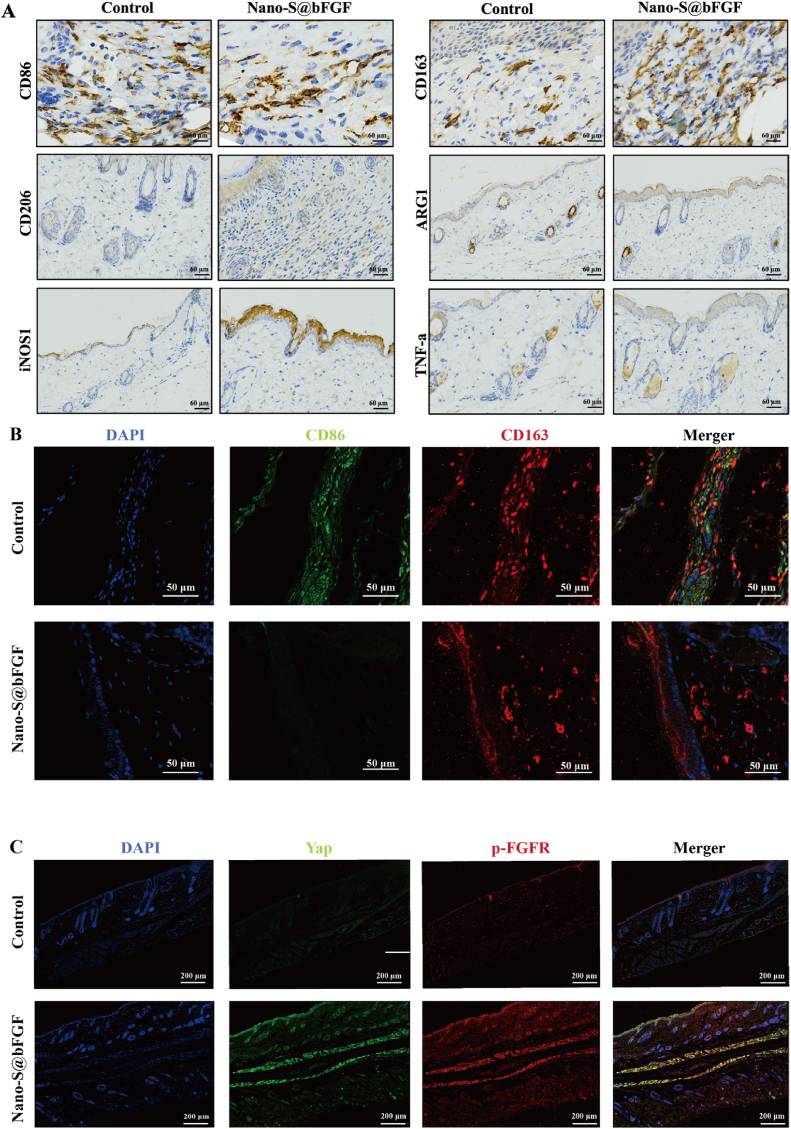 A
Control
Nano-S@bFGF
Control
Nano-S@bFGF
CD86
60 μm
60 μm
CD163
60 μm
60 μm
CD206
60 μm
60 μm
ARG1
60 μm
60 μm
iNOS1
60 μm
60 μm
TNF-a
60 μm
60 μm
B
DAPI
CD86
CD163
Merger
Control
50 μm
50 μm
50 μm
50 μm
Nano-S@bFGF
50 μm
50 μm
50 μm
50 μm
C
DAPI
Yap
p-FGFR
Merger
Control
200 μm
200 μm
200 μm
200 μm
Nano-S@bFGF
200 μm
200 μm
200 μm
200 μm